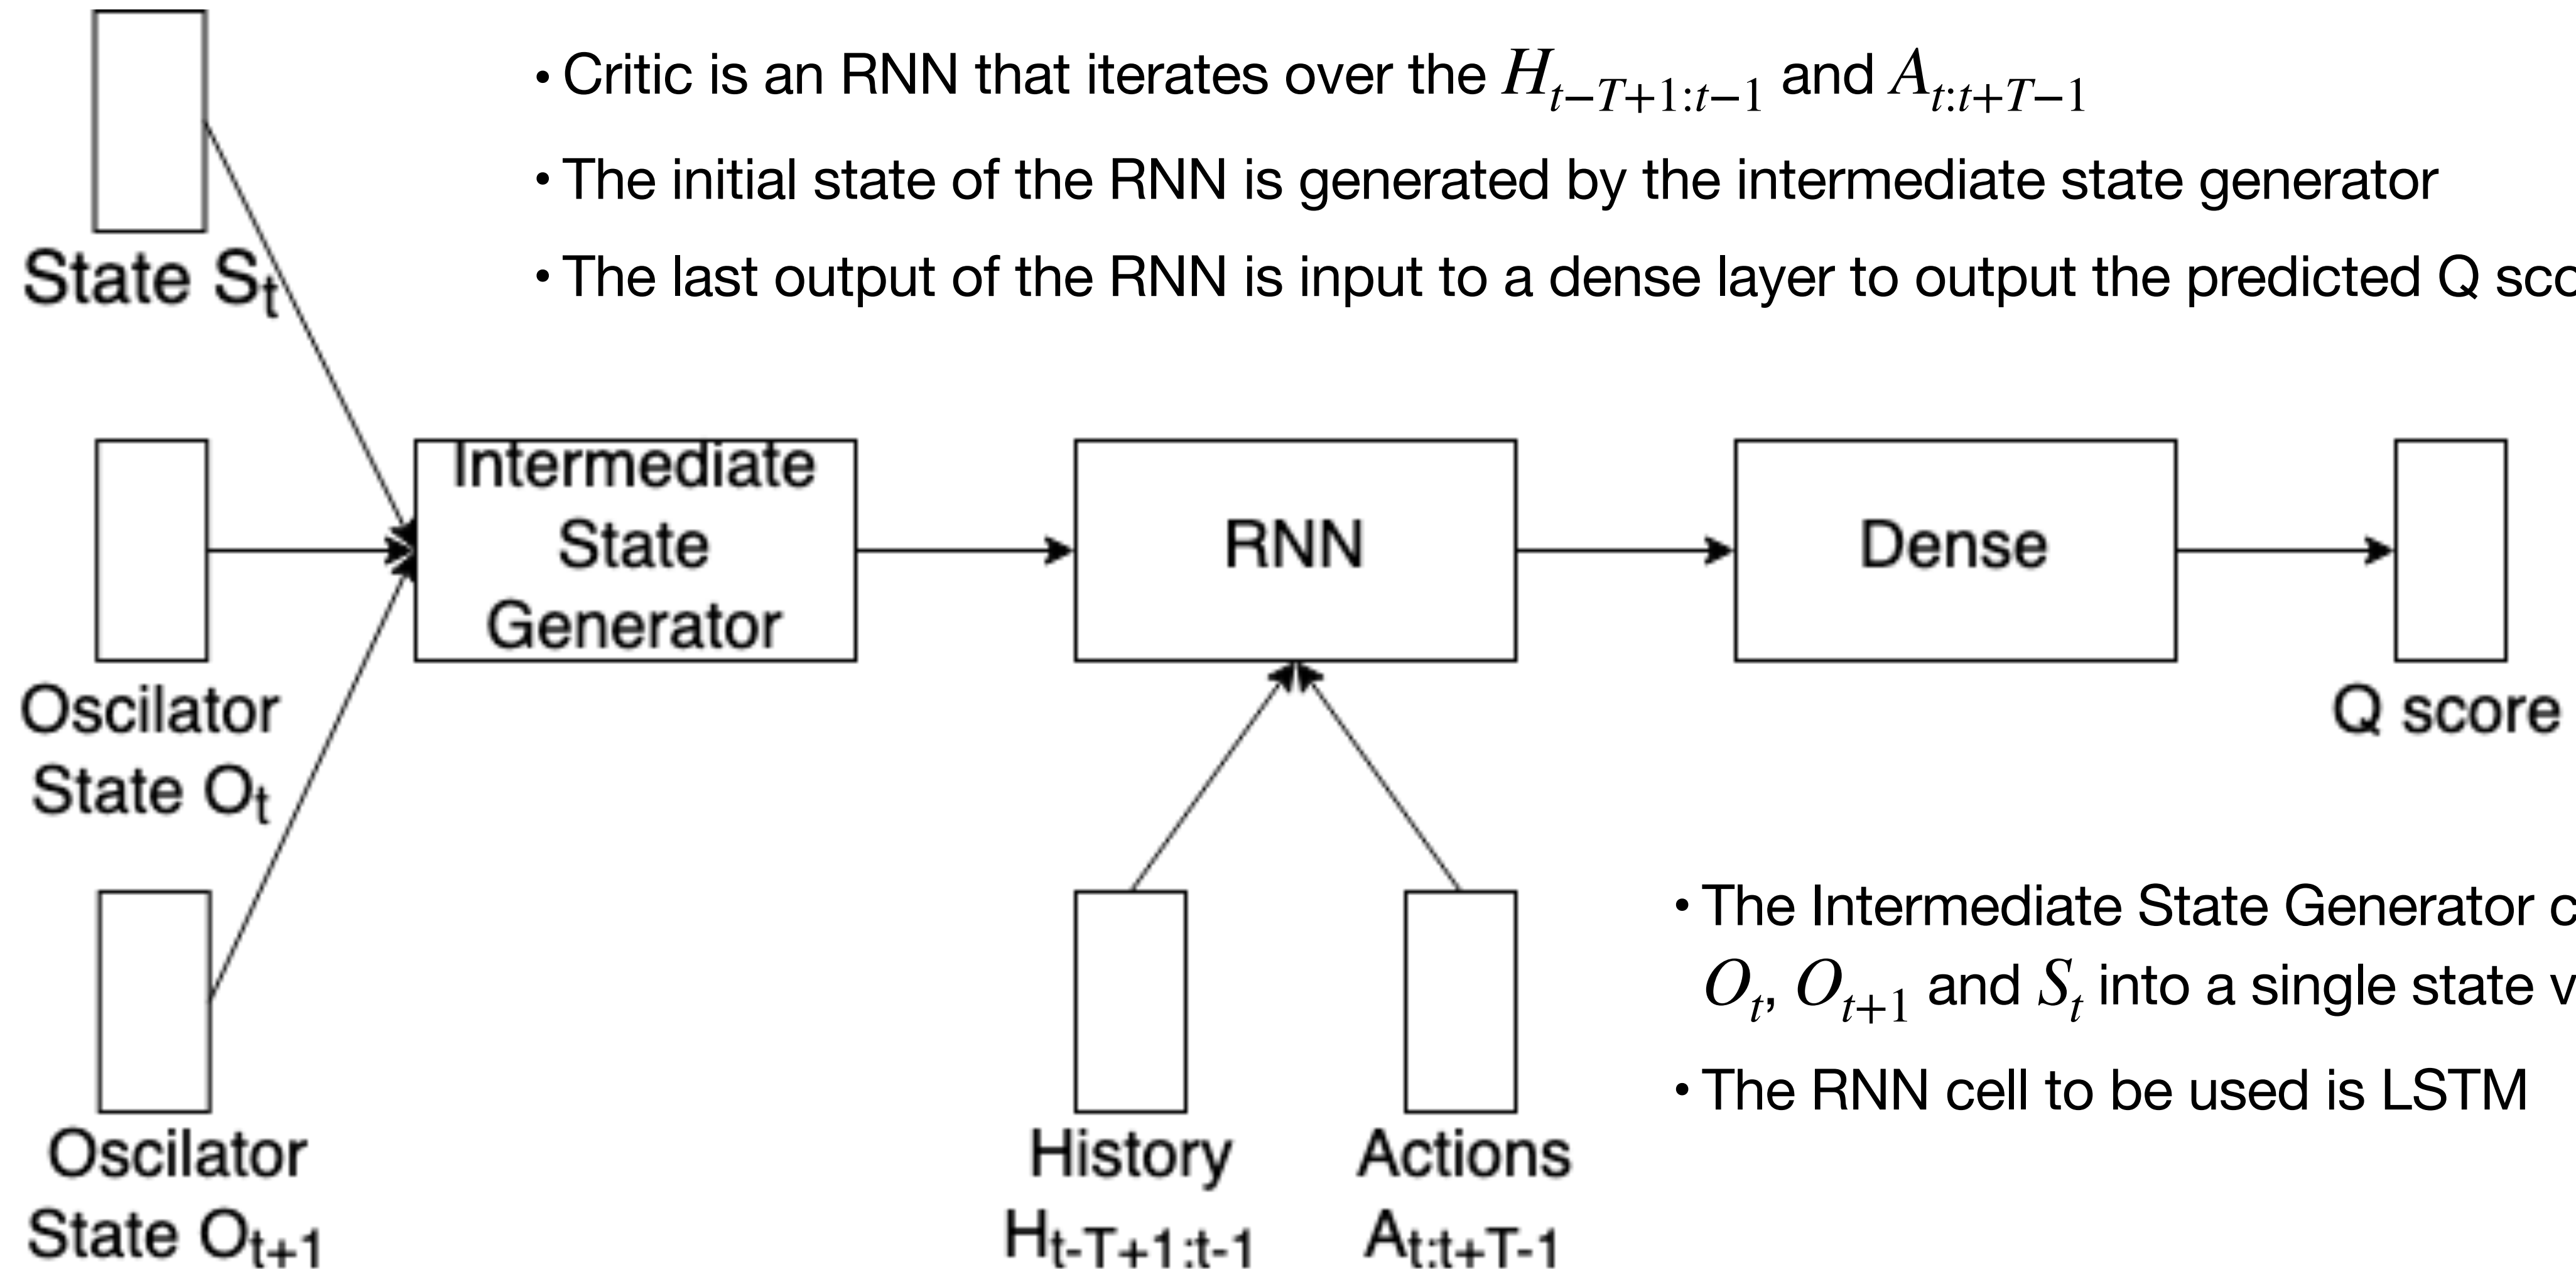 • Critic is an RNN that iterates over the H_{t−T+1:t−1} and A_{t:t+T−1}
• The initial state of the RNN is generated by the intermediate state generator
• The last output of the RNN is input to a dense layer to output the predicted Q
State S_t
Intermediate
State
Generator
RNN
Dense
Oscilator
State O_t
Q score
Oscilator
State O_{t+1}
History
H_{t-T+1:t-1}
Actions
A_{t:t+T-1}
• The Intermediate State Generator
O_t, O_{t+1} and S_t into a single state
• The RNN cell to be used is LSTM